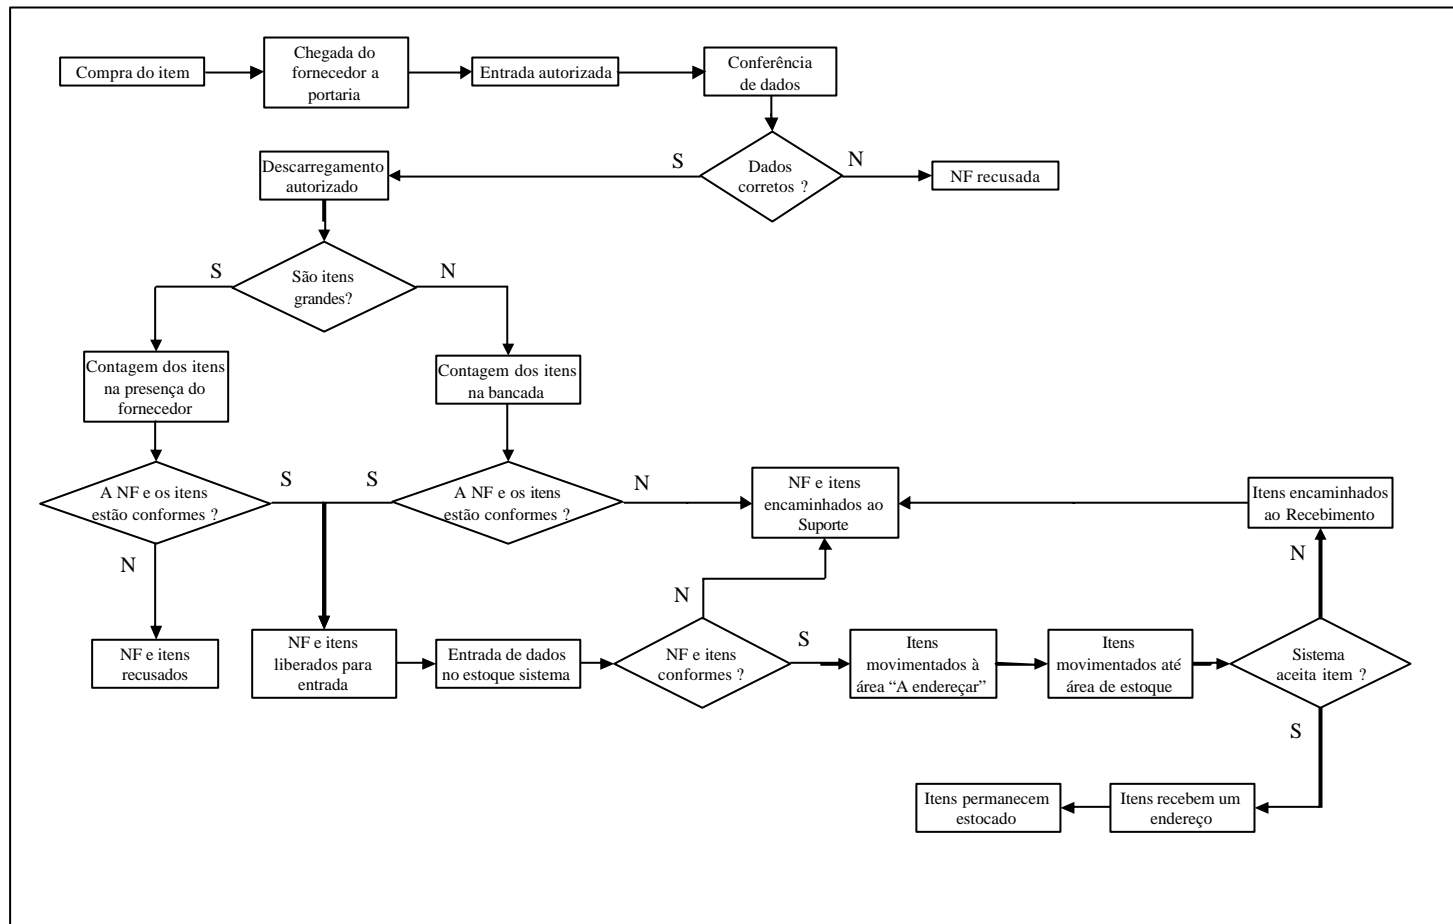 Compra do item
Chegada do
fornecedor a
portaria
Entrada autorizada
Conferência
de dados
Descarregamento
autorizado
S
Dados
corretos ?
N
NF recusada
S
São itens
grandes?
N
Contagem dos itens
na presença do
fornecedor
Contagem dos itens
na bancada
A NF e os itens
estão conformes ?
S
S
A NF e os itens
estão conformes ?
N
NF e itens
encaminhados ao
Suporte
Itens encaminhados
ao Recebimento
N
N
N
NF e itens
recusados
NF e itens
liberados para
entrada
Entrada de dados
no estoque sistema
NF e itens
conformes ?
S
Itens
movimentados à
área “A endereçar”
Itens
movimentados até
área de estoque
Sistema
aceita item ?
S
Itens permanecem
estocado
Itens recebem um
endereço